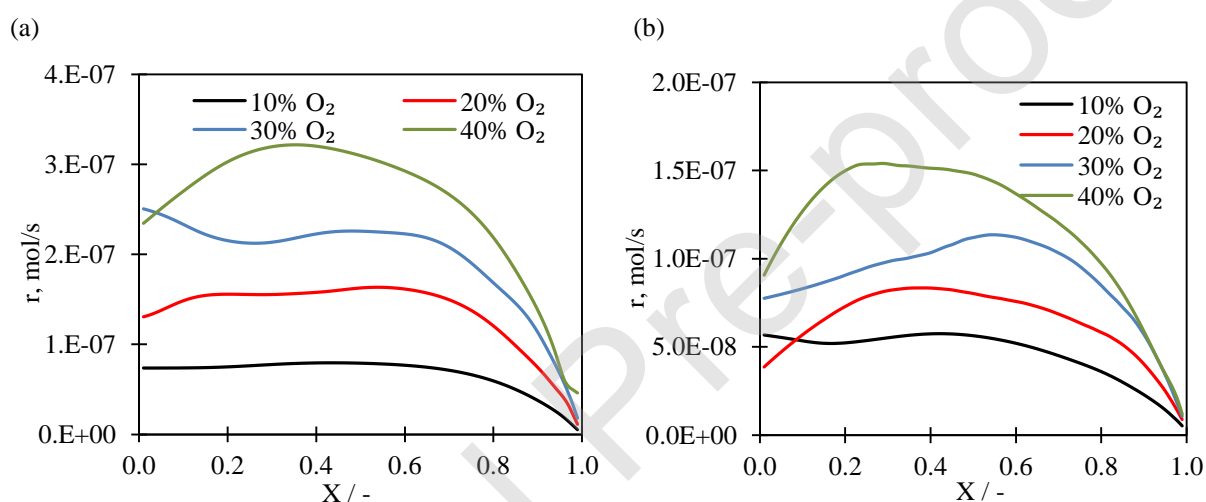 (a)
4.E-07
3.E-07
2.E-07
1.E-07
0.E+00
r, mol/s
10% O₂
20% O₂
30% O₂
40% O₂
0.0 0.2 0.4 0.6 0.8 1.0
X / -
(b)
2.0E-07
1.5E-07
1.0E-07
5.0E-08
0.0E+00
r, mol/s
10% O₂
20% O₂
30% O₂
40% O₂
0.0 0.2 0.4 0.6 0.8 1.0
X / -
Pre-proo